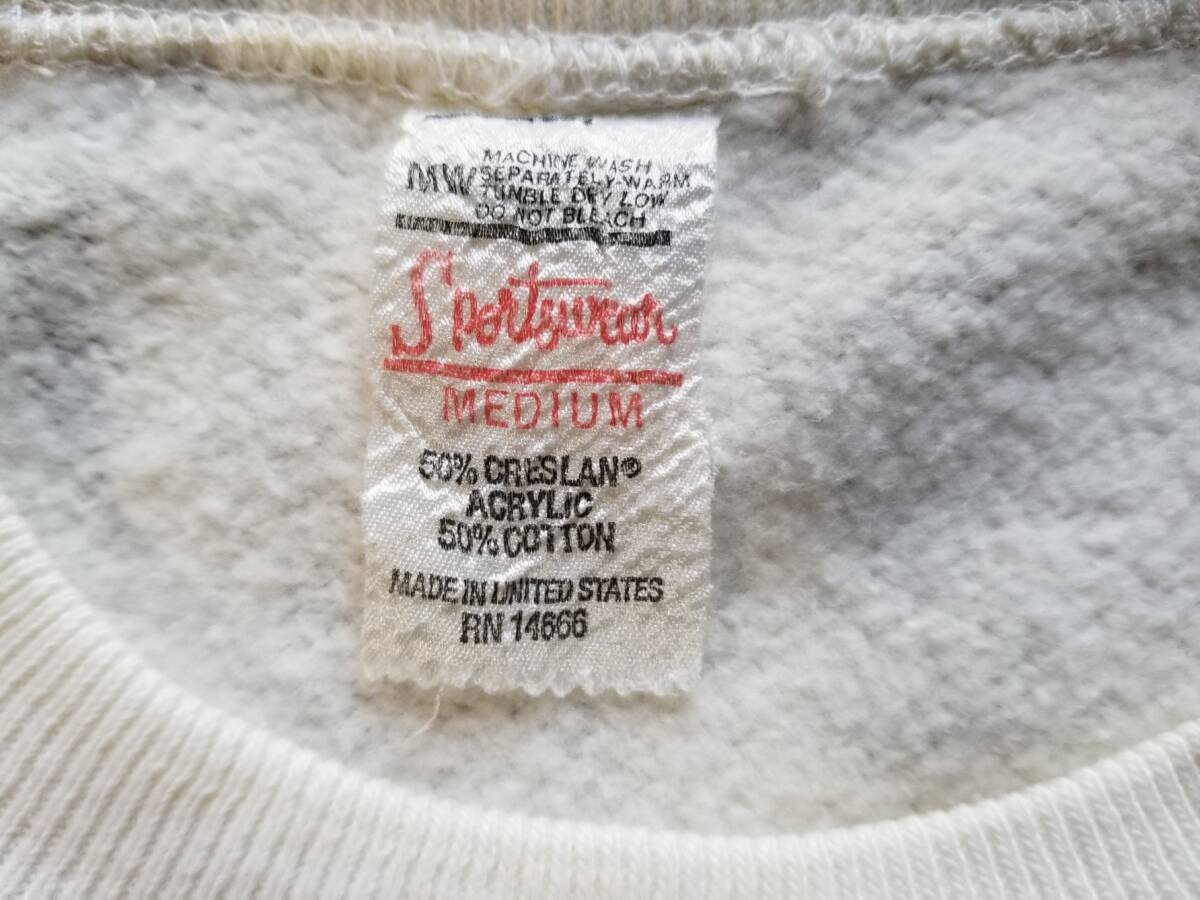 MACHINE WASH
MW SEPARATELY-WARM
TUMBLE DRY LOW
DO NOT BLEACH
Sportswear
MEDIUM
50% CRESLAN®
ACRYLIC
50% COTTON
MADE IN UNITED STATES
RN 14666